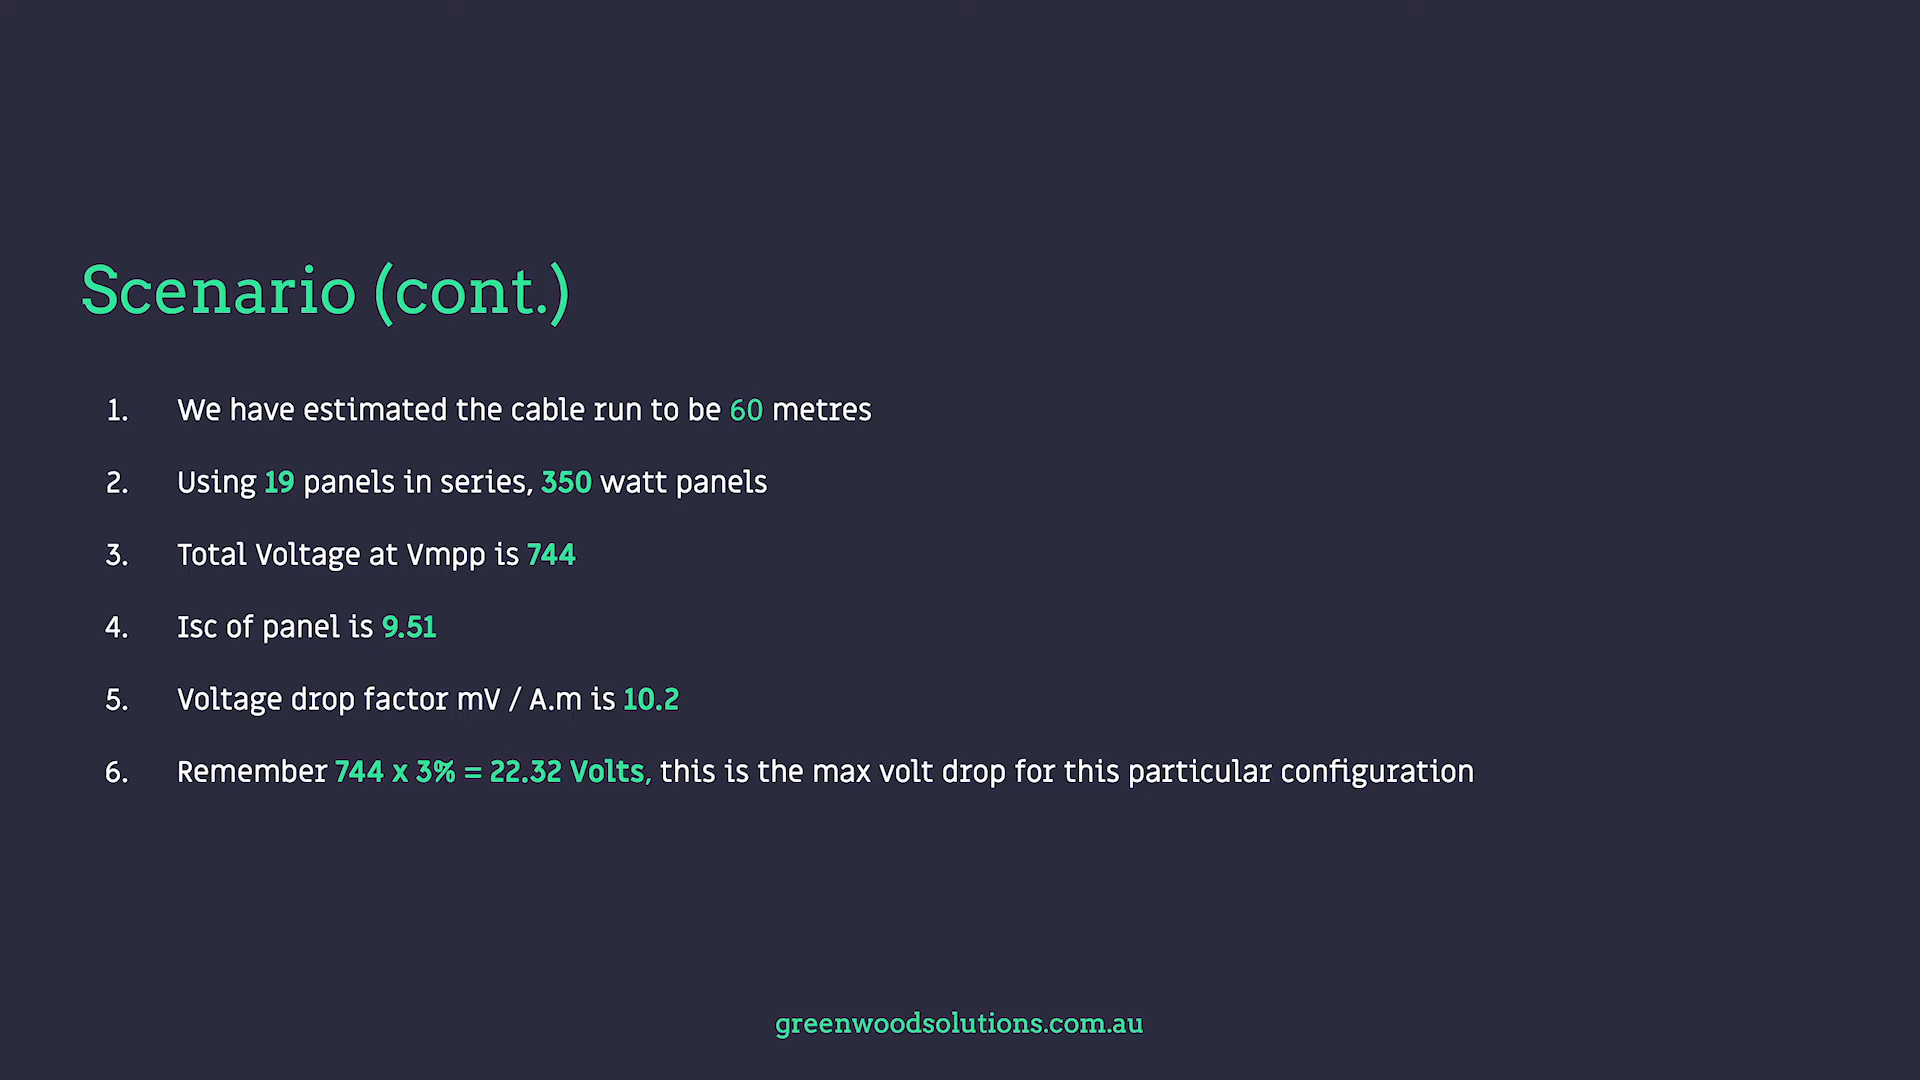 Scenario (cont.)
1. We have estimated the cable run to be 60 metres
2. Using 19 panels in series, 350 watt panels
3. Total Voltage at Vmpp is 744
4. Isc of panel is 9.51
5. Voltage drop factor mV / A.m is 10.2
6. Remember 744 x 3% = 22.32 Volts, this is the max volt drop for this particular configuration
greenwoodsolutions.com.au